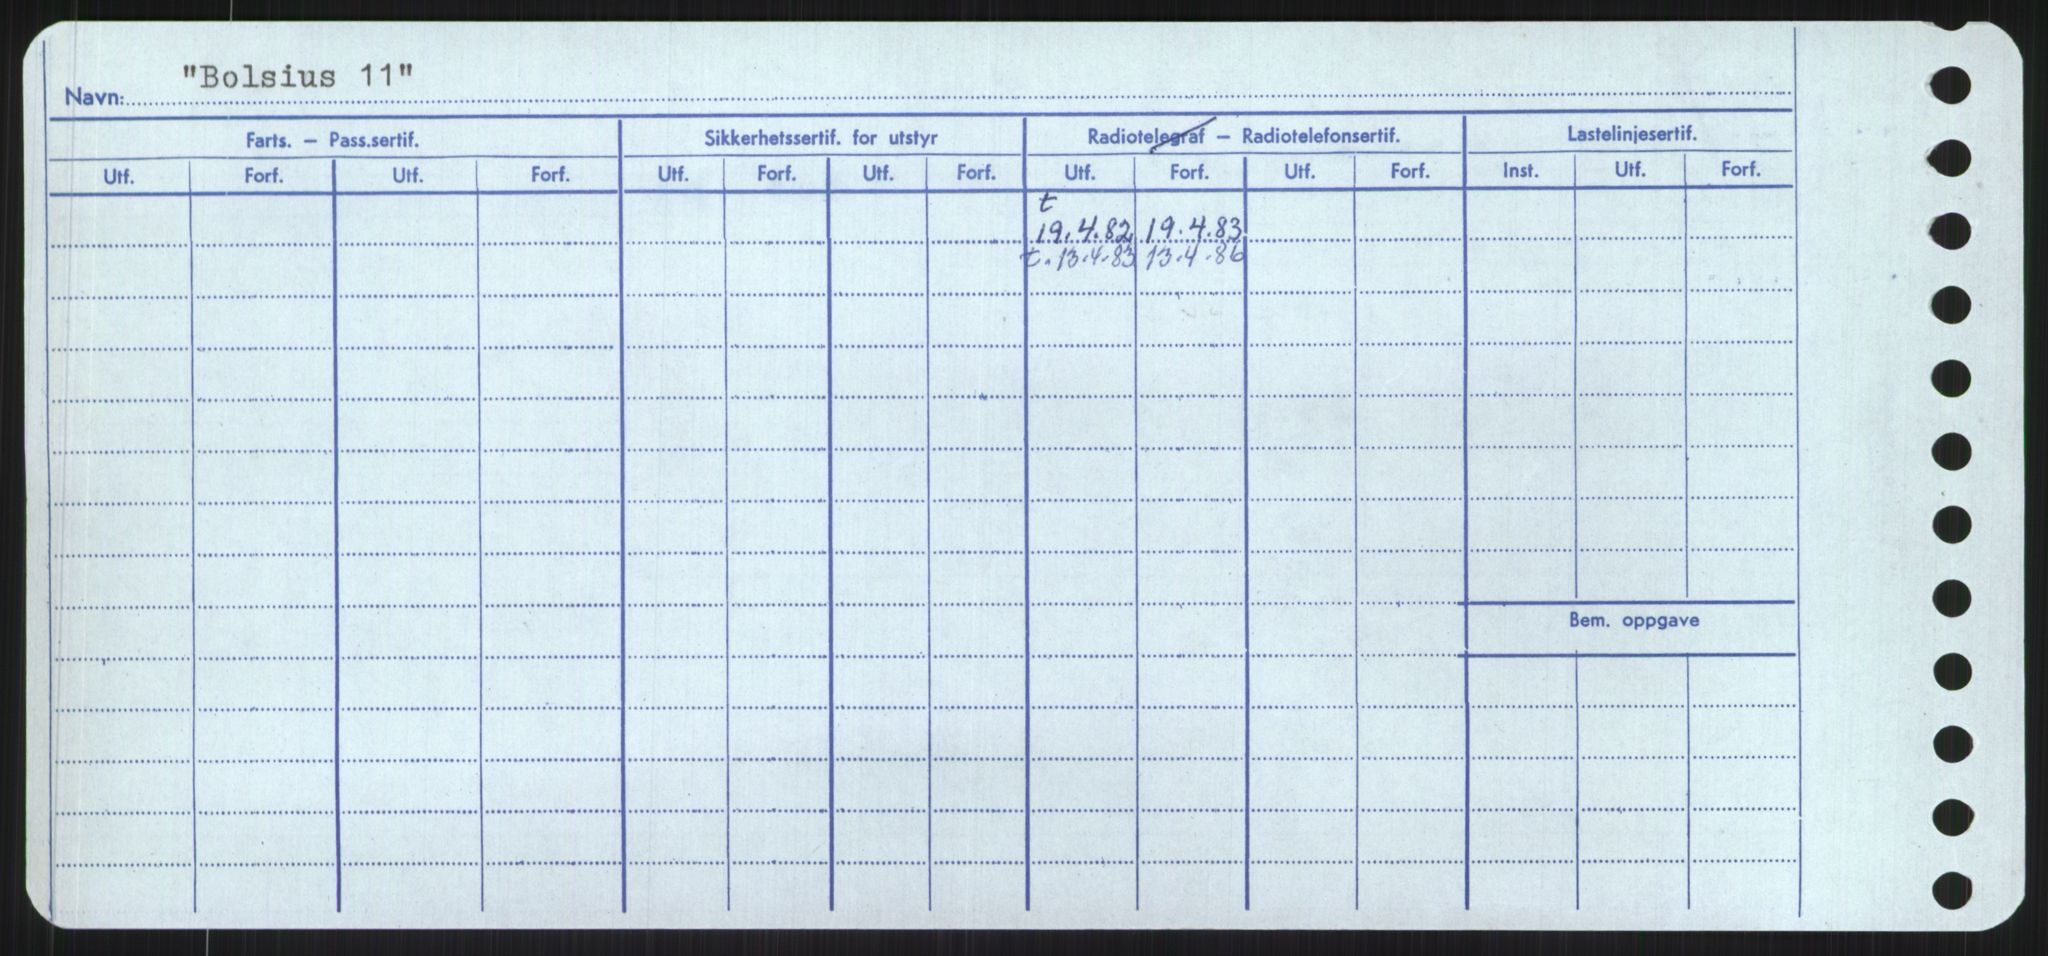 "Bolsius 11"
Navn:
Farts. — Pass.sertif. Sikkerhetssertif. for utstyr Radiotelegraf — Radiotelefonsertif. Lastelinjesertif.
Utf. Forf. Utf. Forf. Utf. Forf. Utf. Forf. Utf. Forf. Utf. Forf. Inst. Utf. Forf.
t
19.4.82 19.4.83
t. 13.4.83 13.4.86
Bem. oppgave